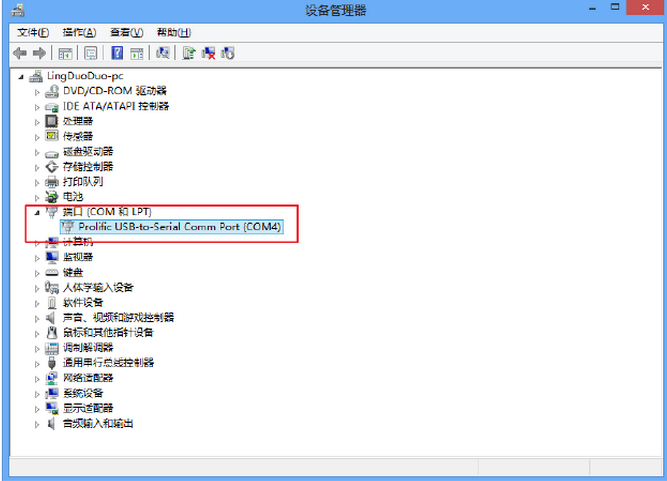 设备管理器
文件(F) 操作(A) 查看(V) 帮助(H)
LingDuoDuo-pc
DVD/CD-ROM 驱动器
IDE ATA/ATAPI 控制器
处理器
传感器
磁盘驱动器
存储控制器
打印队列
电池
端口 (COM 和 LPT)
Prolific USB-to-Serial Comm Port (COM4)
计算机
监视器
键盘
人体学输入设备
软件设备
声音、视频和游戏控制器
鼠标和其他指针设备
调制解调器
通用串行总线控制器
网络适配器
系统设备
显示适配器
音频输入和输出